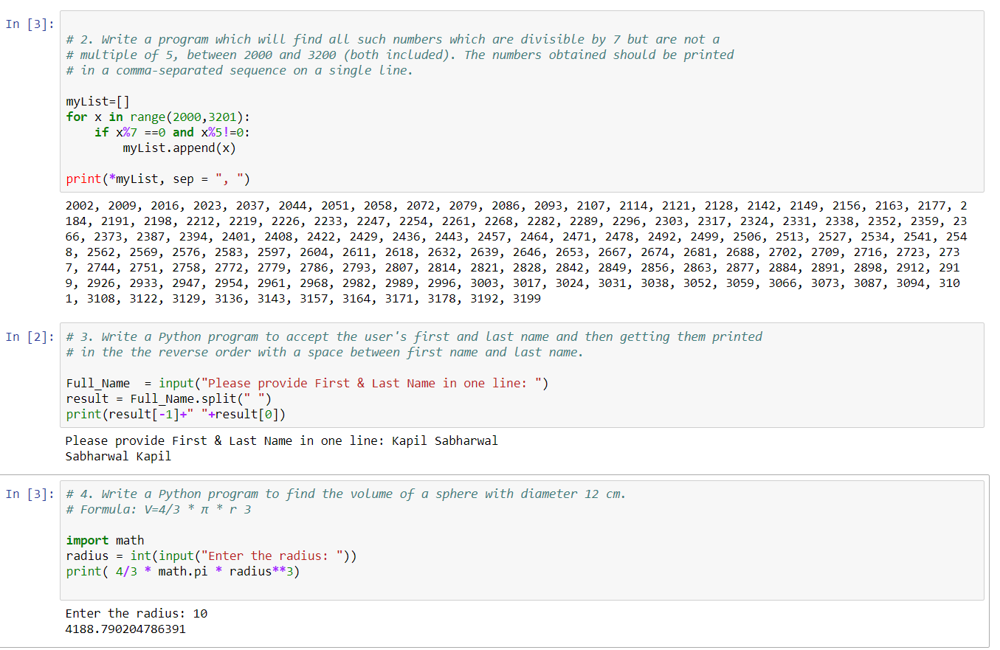 In [3]:
# 2. Write a program which will find all such numbers which are divisible by 7 but are not a
# multiple of 5, between 2000 and 3200 (both included). The numbers obtained should be printed
# in a comma-separated sequence on a single line.
myList=[]
for x in range(2000,3201):
    if x%7 ==0 and x%5!=0:
        myList.append(x)
print(*myList, sep = ", ")
2002, 2009, 2016, 2023, 2037, 2044, 2051, 2058, 2072, 2079, 2086, 2093, 2107, 2114, 2121, 2128, 2142, 2149, 2156, 2163, 2177, 2
184, 2191, 2198, 2212, 2219, 2226, 2233, 2247, 2254, 2261, 2268, 2282, 2289, 2296, 2303, 2317, 2324, 2331, 2338, 2352, 2359, 23
66, 2373, 2387, 2394, 2401, 2408, 2422, 2429, 2436, 2443, 2457, 2464, 2471, 2478, 2492, 2499, 2506, 2513, 2527, 2534, 2541, 254
8, 2562, 2569, 2576, 2583, 2597, 2604, 2611, 2618, 2632, 2639, 2646, 2653, 2667, 2674, 2681, 2688, 2702, 2709, 2716, 2723, 273
7, 2744, 2751, 2758, 2772, 2779, 2786, 2793, 2807, 2814, 2821, 2828, 2842, 2849, 2856, 2863, 2877, 2884, 2891, 2898, 2912, 291
9, 2926, 2933, 2947, 2954, 2961, 2968, 2982, 2989, 2996, 3003, 3017, 3024, 3031, 3038, 3052, 3059, 3066, 3073, 3087, 3094, 310
1, 3108, 3122, 3129, 3136, 3143, 3157, 3164, 3171, 3178, 3192, 3199
In [2]:
# 3. Write a Python program to accept the user's first and last name and then getting them printed
# in the the reverse order with a space between first name and last name.
Full_Name  = input("Please provide First & Last Name in one line: ")
result = Full_Name.split(" ")
print(result[-1]+" "+result[0])
Please provide First & Last Name in one line: Kapil Sabharwal
Sabharwal Kapil
In [3]:
# 4. Write a Python program to find the volume of a sphere with diameter 12 cm.
# Formula: V=4/3 * π * r 3
import math
radius = int(input("Enter the radius: "))
print( 4/3 * math.pi * radius**3)
Enter the radius: 10
4188.790204786391